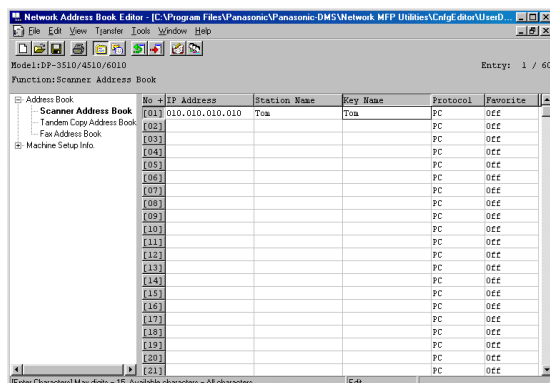 Network Address Book Editor - [C:\Program Files\Panasonic\Panasonic-DMS\Network MFP Utilities\CnfgEditor\UserD...
File Edit View Transfer Tools Window Help
Model:DP-3510/4510/6010 Entry: 1 / 60
Function:Scanner Address Book
Address Book
Scanner Address Book
Tandem Copy Address Book
Fax Address Book
Machine Setup Info.
No + IP Address Station Name Key Name Protocol Favorite
[01] 010.010.010.010 Tom Tom PC Off
[02] PC Off
[03] PC Off
[04] PC Off
[05] PC Off
[06] PC Off
[07] PC Off
[08] PC Off
[09] PC Off
[10] PC Off
[11] PC Off
[12] PC Off
[13] PC Off
[14] PC Off
[15] PC Off
[16] PC Off
[17] PC Off
[18] PC Off
[19] PC Off
[20] PC Off
[21] PC Off
[Enter Characters] Max digits = 15, Available characters = All characters Edit